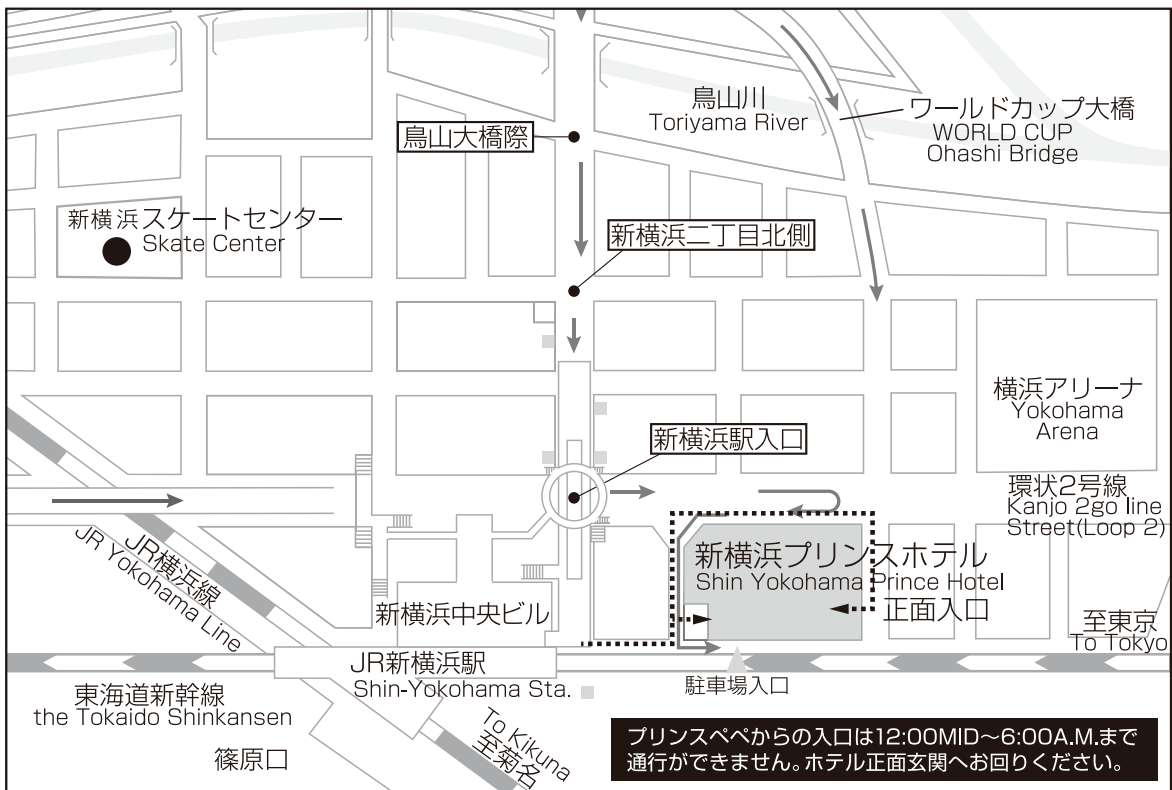 鳥山川
Toriyama River
ワールドカップ大橋
WORLD CUP
Ohashi Bridge
鳥山大橋際
新横浜スケートセンター
Skate Center
新横浜二丁目北側
横浜アリーナ
Yokohama
Arena
新横浜駅入口
環状2号線
Kanjo 2go line
Street(Loop 2)
JR横浜線
JR Yokohama Line
新横浜プリンスホテル
Shin Yokohama Prince Hotel
正面入口
新横浜中央ビル
至東京
To Tokyo
JR新横浜駅
Shin-Yokohama Sta.
駐車場入口
東海道新幹線
the Tokaido Shinkansen
篠原口
To Kikuna
至菊名
プリンスペペからの入口は12:00MID～6:00A.M.まで
通行ができません。ホテル正面玄関へお回りください。